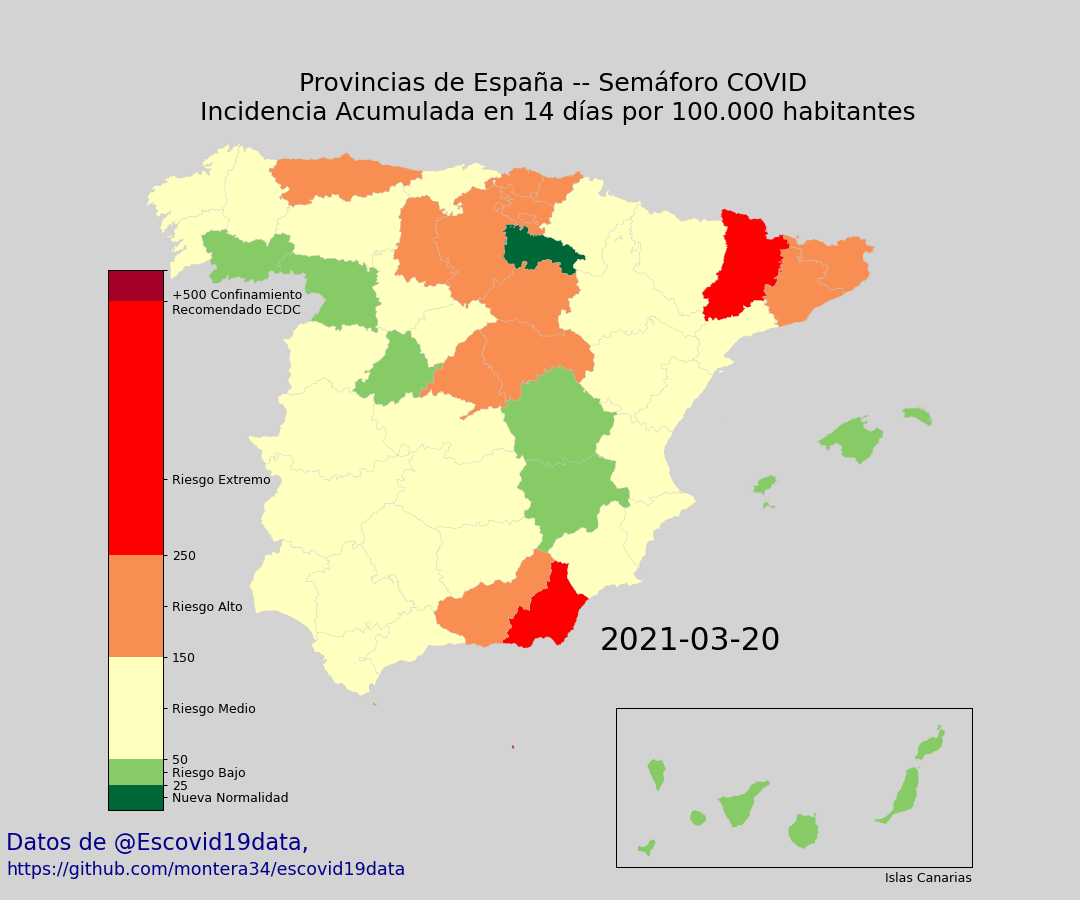 Provincias de España -- Semáforo COVID
Incidencia Acumulada en 14 días por 100.000 habitantes
+500 Confinamiento
Recomendado ECDC
Riesgo Extremo
250
Riesgo Alto
150
Riesgo Medio
50
Riesgo Bajo
25
Nueva Normalidad
2021-03-20
Islas Canarias
Datos de @Escovid19data,
https://github.com/montera34/escovid19data